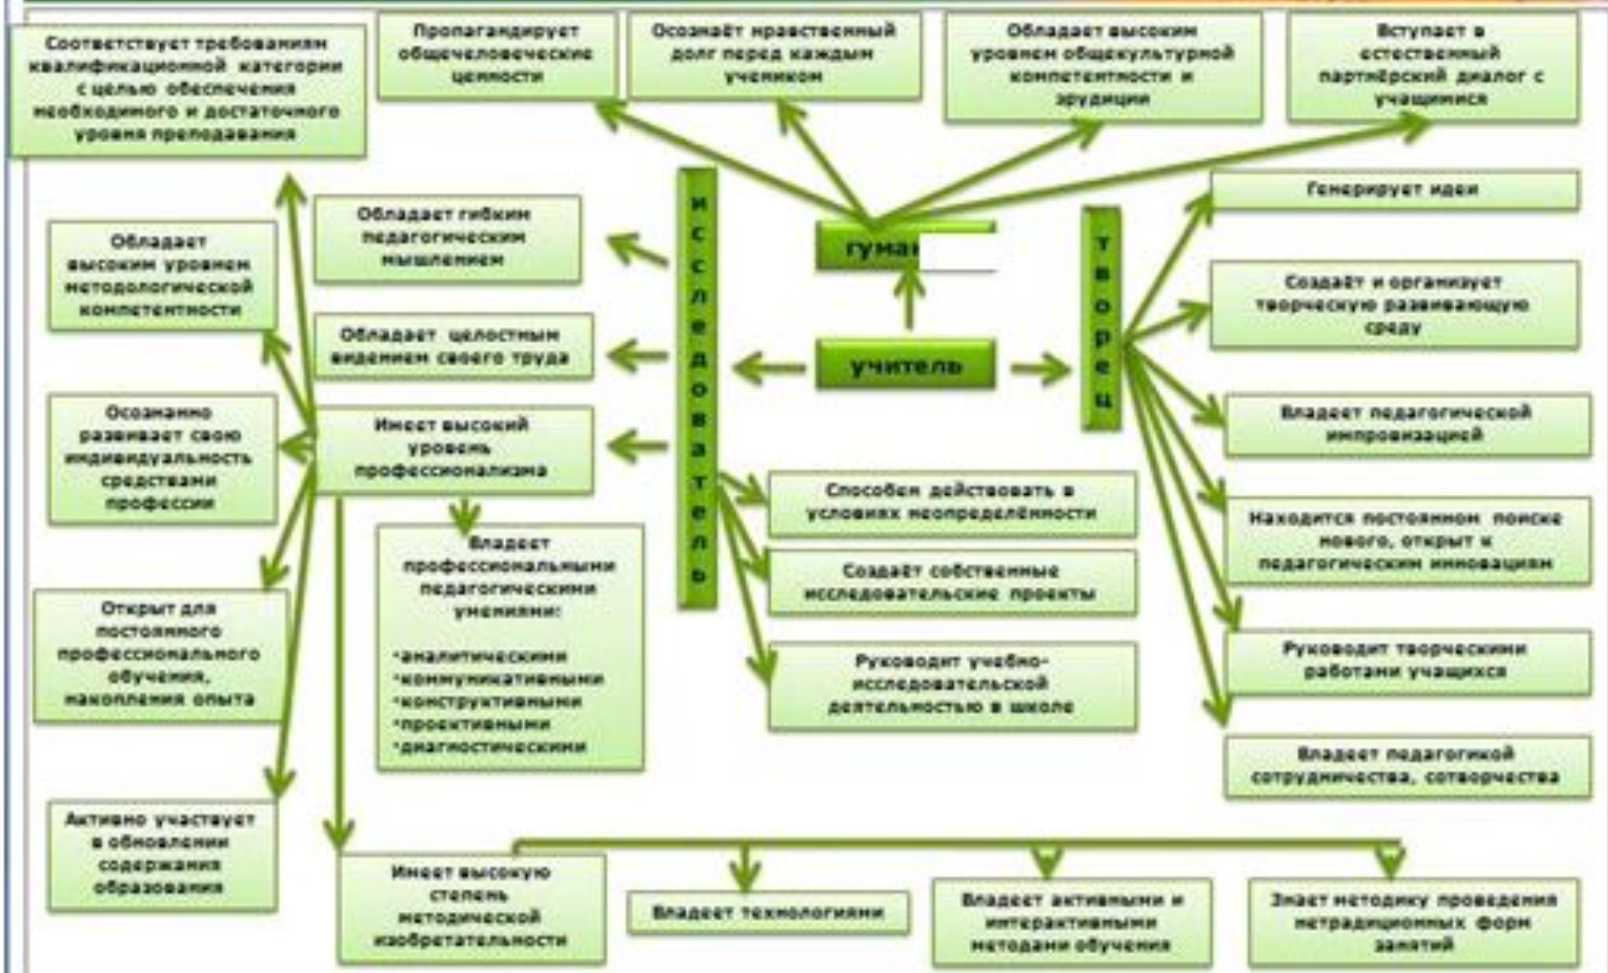 Соответствует требованиям
квалификационной категории
с целью обеспечения
необходимого и достаточного
уровня преподавания
Пропагандирует
общечеловеческие
ценности
Осознаёт нравственный
долг перед каждым
учеником
Обладает высоким
уровнем общекультурной
компетентности и
эрудиции
Вступает в
естественный
партнёрский диалог с
учащимися
Обладает
высоким уровнем
методологической
компетентности
Обладает гибким
педагогическим
мышлением
исследователь
гуман
творец
Генерирует идеи
Обладает целостным
видением своего труда
учитель
Создаёт и организует
творческую развивающую
среду
Осознанно
развивает свою
индивидуальность
средствами
профессии
Имеет высокий
уровень
профессионализма
Владеет педагогической
импровизацией
Способен действовать в
условиях неопределённости
Находится постоянном поиске
нового, открыт к
педагогическим инновациям
Владеет
профессиональными
педагогическими
умениями:
•аналитическими
•коммуникативными
•конструктивными
•проективными
•диагностическими
Создаёт собственные
исследовательские проекты
Открыт для
постоянного
профессионального
обучения,
накопления опыта
Руководит учебно-
исследовательской
деятельностью в школе
Руководит творческими
работами учащихся
Владеет педагогикой
сотрудничества, сотворчества
Активно участвует
в обновлении
содержания
образования
Имеет высокую
степень
методической
изобретательности
Владеет технологиями
Владеет активными и
интерактивными
методами обучения
Знает методику проведения
нетрадиционных форм
занятий